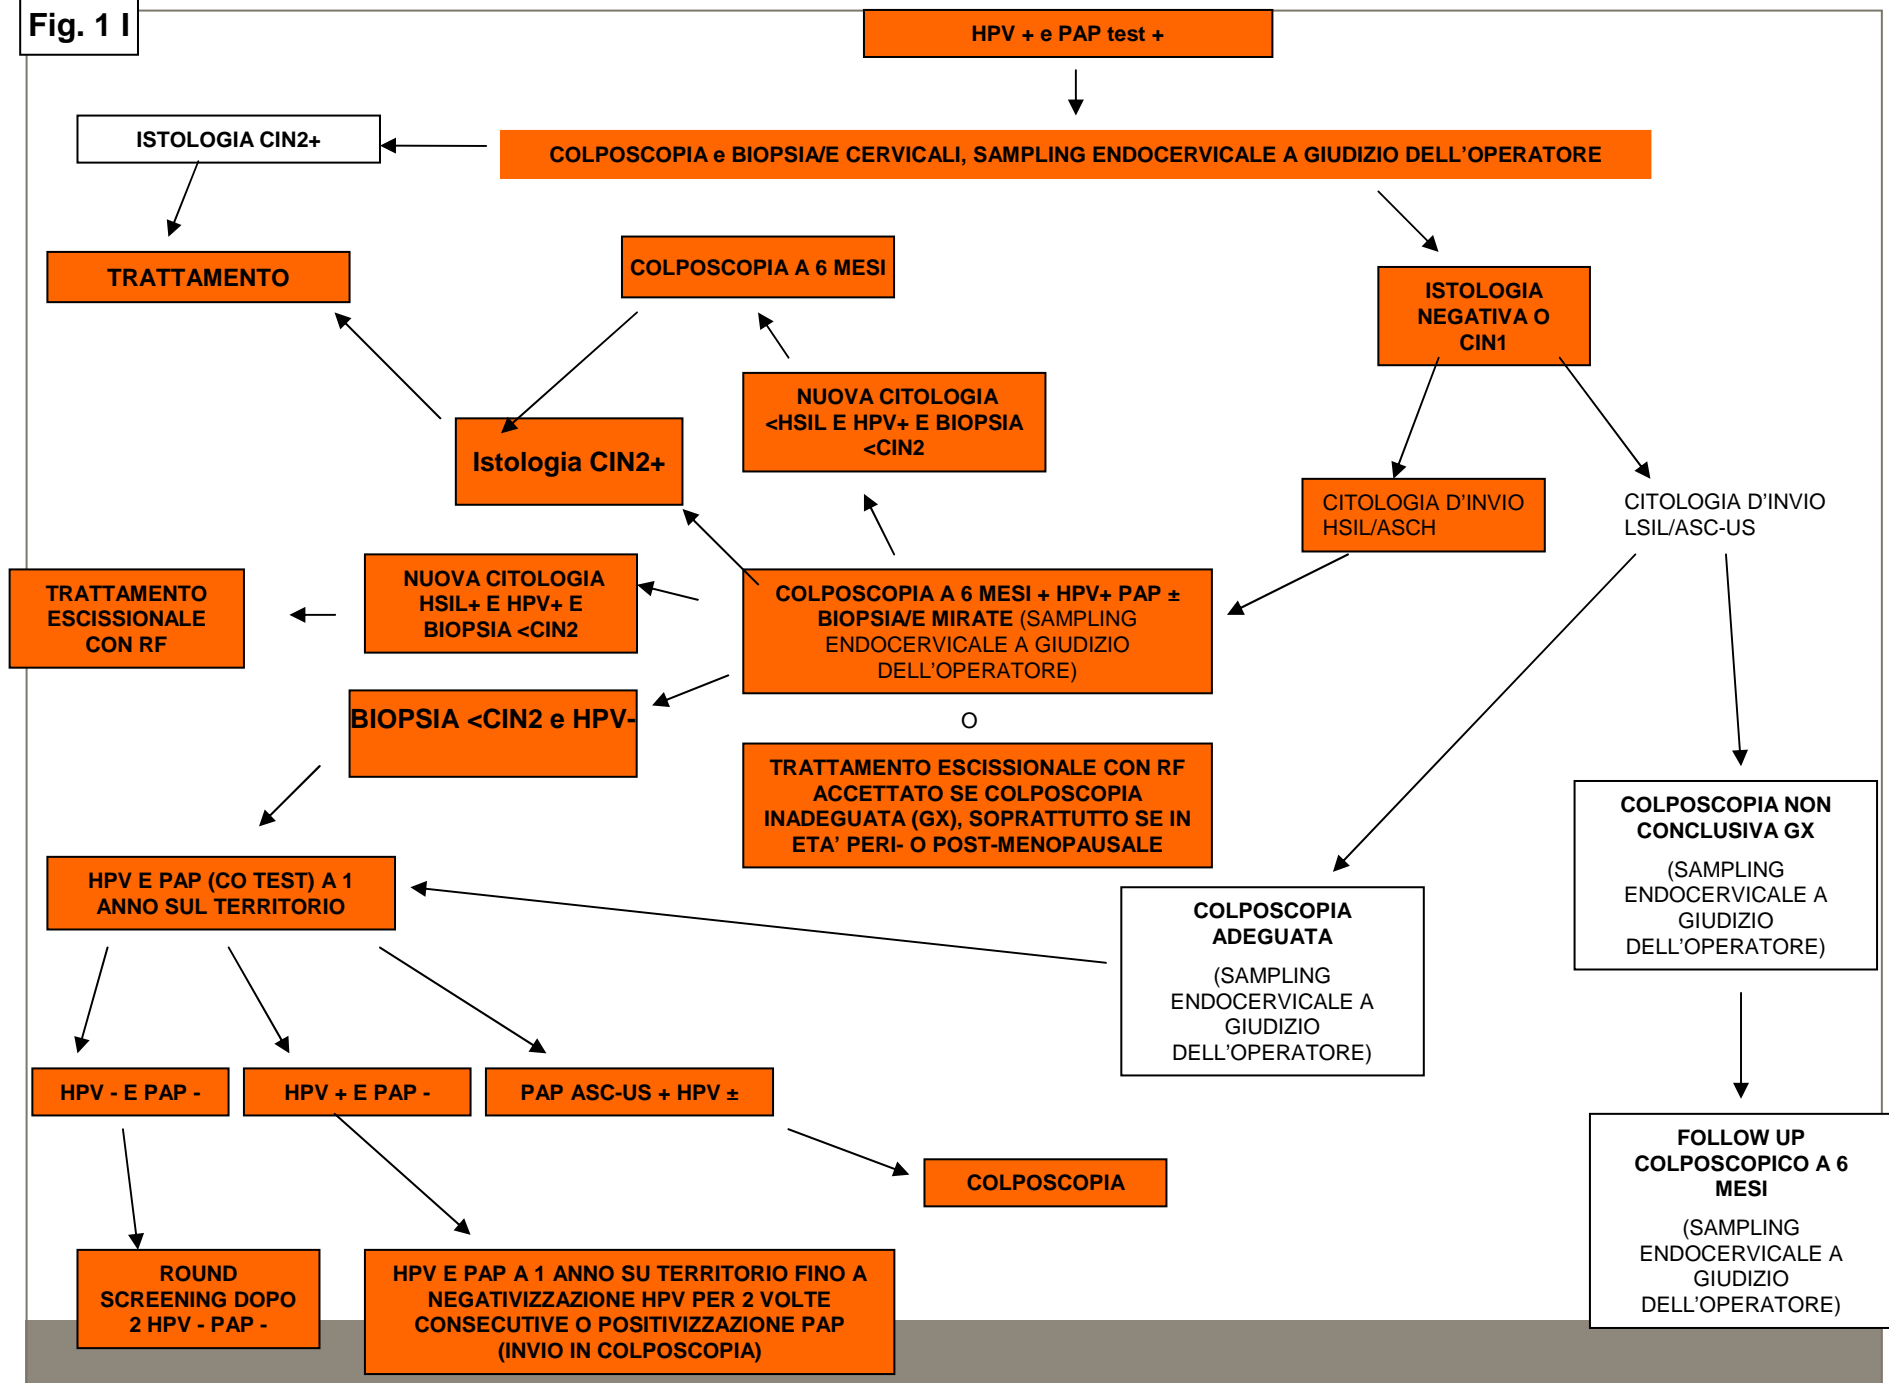 Fig. 1 I
HPV + e PAP test +
ISTOLOGIA CIN2+
COLPOSCOPIA e BIOPSIA/E CERVICALI, SAMPLING ENDOCERVICALE A GIUDIZIO DELL’OPERATORE
TRATTAMENTO
COLPOSCOPIA A 6 MESI
ISTOLOGIA
NEGATIVA O
CIN1
NUOVA CITOLOGIA
<HSIL E HPV+ E BIOPSIA
<CIN2
Istologia CIN2+
CITOLOGIA D’INVIO
HSIL/ASCH
CITOLOGIA D’INVIO
LSIL/ASC-US
TRATTAMENTO
ESCISSIONALE
CON RF
NUOVA CITOLOGIA
HSIL+ E HPV+ E
BIOPSIA <CIN2
COLPOSCOPIA A 6 MESI + HPV+ PAP ±
BIOPSIA/E MIRATE (SAMPLING
ENDOCERVICALE A GIUDIZIO
DELL’OPERATORE)
BIOPSIA <CIN2 e HPV-
O
TRATTAMENTO ESCISSIONALE CON RF
ACCETTATO SE COLPOSCOPIA
INADEGUATA (GX), SOPRATTUTTO SE IN
ETA’ PERI- O POST-MENOPAUSALE
COLPOSCOPIA NON
CONCLUSIVA GX
(SAMPLING
ENDOCERVICALE A
GIUDIZIO
DELL’OPERATORE)
HPV E PAP (CO TEST) A 1
ANNO SUL TERRITORIO
COLPOSCOPIA
ADEGUATA
(SAMPLING
ENDOCERVICALE A
GIUDIZIO
DELL’OPERATORE)
HPV - E PAP -
HPV + E PAP -
PAP ASC-US + HPV ±
COLPOSCOPIA
FOLLOW UP
COLPOSCOPICO A 6
MESI
(SAMPLING
ENDOCERVICALE A
GIUDIZIO
DELL’OPERATORE)
ROUND
SCREENING DOPO
2 HPV - PAP -
HPV E PAP A 1 ANNO SU TERRITORIO FINO A
NEGATIVIZZAZIONE HPV PER 2 VOLTE
CONSECUTIVE O POSITIVIZZAZIONE PAP
(INVIO IN COLPOSCOPIA)